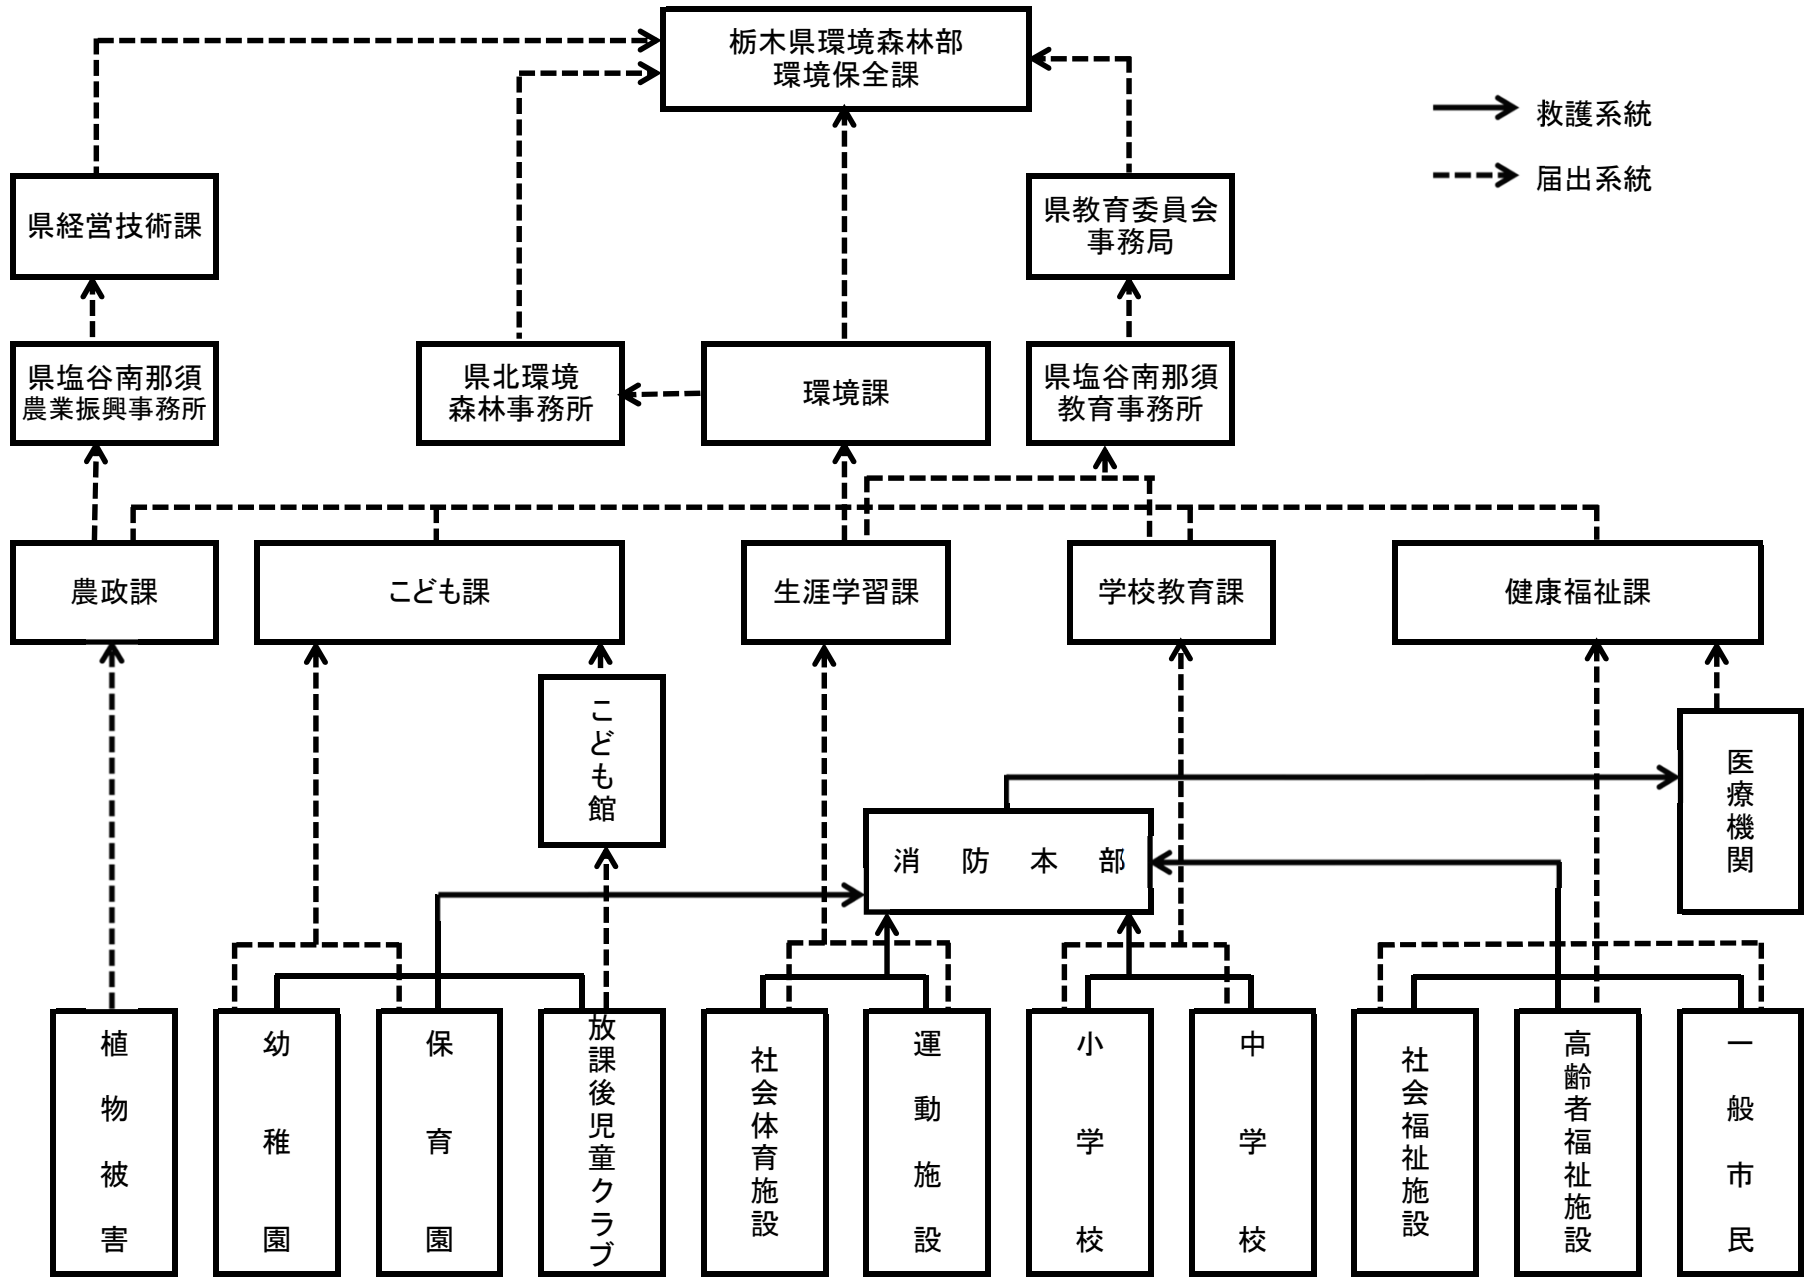 栃木県環境森林部
環境保全課
救護系統
届出系統
県経営技術課
県教育委員会
事務局
県塩谷南那須
農業振興事務所
県北環境
森林事務所
環境課
県塩谷南那須
教育事務所
農政課
こども課
生涯学習課
学校教育課
健康福祉課
こども館
医療機関
消防本部
植物被害
幼稚園
保育園
放課後児童クラブ
社会体育施設
運動施設
小学校
中学校
社会福祉施設
高齢者福祉施設
一般市民